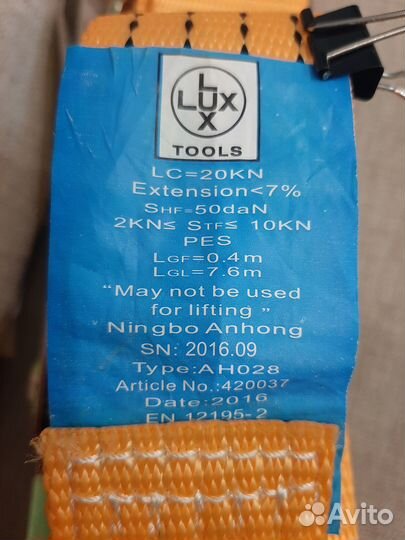 LUX
LUX
TOOLS
LC=20KN
Extension<7%
SHF=50daN
2KN≤ STF≤ 10KN
PES
LGF=0.4m
LGL=7.6m
"May not be used
for lifting"
Ningbo Anhong
SN: 2016.09
Type:AH028
Article No.:420037
Date:2016
EN 12195-2
Avito